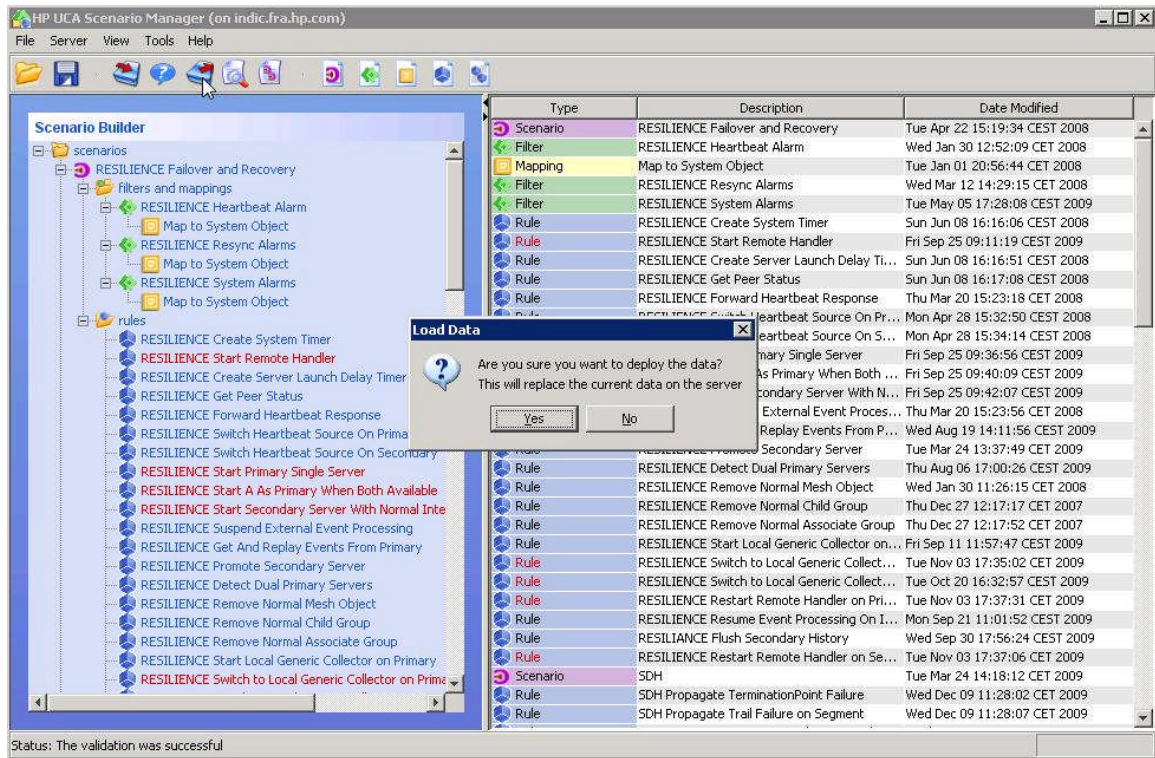 HP UCA Scenario Manager (on indic.fra.hp.com)
File Server View Tools Help
Scenario Builder
scenarios
RESILIENCE Failover and Recovery
filters and mappings
RESILIENCE Heartbeat Alarm
Map to System Object
RESILIENCE Resync Alarms
Map to System Object
RESILIENCE System Alarms
Map to System Object
rules
RESILIENCE Create System Timer
RESILIENCE Start Remote Handler
RESILIENCE Create Server Launch Delay Timer
RESILIENCE Get Peer Status
RESILIENCE Forward Heartbeat Response
RESILIENCE Switch Heartbeat Source On Prima
RESILIENCE Switch Heartbeat Source On Secondary
RESILIENCE Start Primary Single Server
RESILIENCE Start A As Primary When Both Available
RESILIENCE Start Secondary Server With Normal Inte
RESILIENCE Suspend External Event Processing
RESILIENCE Get And Replay Events From Primary
RESILIENCE Promote Secondary Server
RESILIENCE Detect Dual Primary Servers
RESILIENCE Remove Normal Mesh Object
RESILIENCE Remove Normal Child Group
RESILIENCE Remove Normal Associate Group
RESILIENCE Start Local Generic Collector on Primary
RESILIENCE Switch to Local Generic Collector on Prima
Type Description Date Modified
Scenario RESILIENCE Failover and Recovery Tue Apr 22 15:19:34 CEST 2008
Filter RESILIENCE Heartbeat Alarm Wed Jan 30 12:52:09 CET 2008
Mapping Map to System Object Tue Jan 01 20:56:44 CET 2008
Filter RESILIENCE Resync Alarms Wed Mar 12 14:29:15 CET 2008
Filter RESILIENCE System Alarms Tue May 05 17:28:08 CEST 2009
Rule RESILIENCE Create System Timer Sun Jun 08 16:16:06 CEST 2008
Rule RESILIENCE Start Remote Handler Fri Sep 25 09:11:19 CEST 2009
Rule RESILIENCE Create Server Launch Delay Ti... Sun Jun 08 16:16:51 CEST 2008
Rule RESILIENCE Get Peer Status Sun Jun 08 16:17:08 CEST 2008
Rule RESILIENCE Forward Heartbeat Response Thu Mar 20 15:23:18 CET 2008
Rule RESILIENCE Switch Heartbeat Source On Pr... Mon Apr 28 15:32:50 CEST 2008
eartbeat Source On S... Mon Apr 28 15:34:14 CEST 2008
mary Single Server Fri Sep 25 09:36:56 CEST 2009
As Primary When Both ... Fri Sep 25 09:40:09 CEST 2009
condary Server With N... Fri Sep 25 09:42:07 CEST 2009
External Event Proces... Thu Mar 20 15:23:56 CET 2008
Replay Events From P... Wed Aug 19 14:11:56 CEST 2009
Rule RESILIENCE Promote Secondary Server Tue Mar 24 13:37:49 CET 2009
Rule RESILIENCE Detect Dual Primary Servers Thu Aug 06 17:00:26 CEST 2009
Rule RESILIENCE Remove Normal Mesh Object Wed Jan 30 11:26:15 CET 2008
Rule RESILIENCE Remove Normal Child Group Thu Dec 27 12:17:17 CET 2007
Rule RESILIENCE Remove Normal Associate Group Thu Dec 27 12:17:52 CET 2007
Rule RESILIENCE Start Local Generic Collector on... Fri Sep 11 11:57:47 CEST 2009
Rule RESILIENCE Switch to Local Generic Collect... Tue Nov 03 17:35:02 CET 2009
Rule RESILIENCE Switch to Local Generic Collect... Tue Oct 20 16:32:57 CEST 2009
Rule RESILIENCE Restart Remote Handler on Pri... Tue Nov 03 17:37:31 CET 2009
Rule RESILIENCE Resume Event Processing On I... Mon Sep 21 11:01:52 CEST 2009
Rule RESILIANCE Flush Secondary History Wed Sep 30 17:56:24 CEST 2009
Rule RESILIENCE Restart Remote Handler on Se... Tue Nov 03 17:37:06 CET 2009
Scenario SDH Tue Mar 24 14:18:12 CET 2009
Rule SDH Propagate TerminationPoint Failure Wed Dec 09 11:28:02 CET 2009
Rule SDH Propagate Trail Failure on Segment Wed Dec 09 11:28:07 CET 2009
Load Data
Are you sure you want to deploy the data?
This will replace the current data on the server
Yes No
Status: The validation was successful